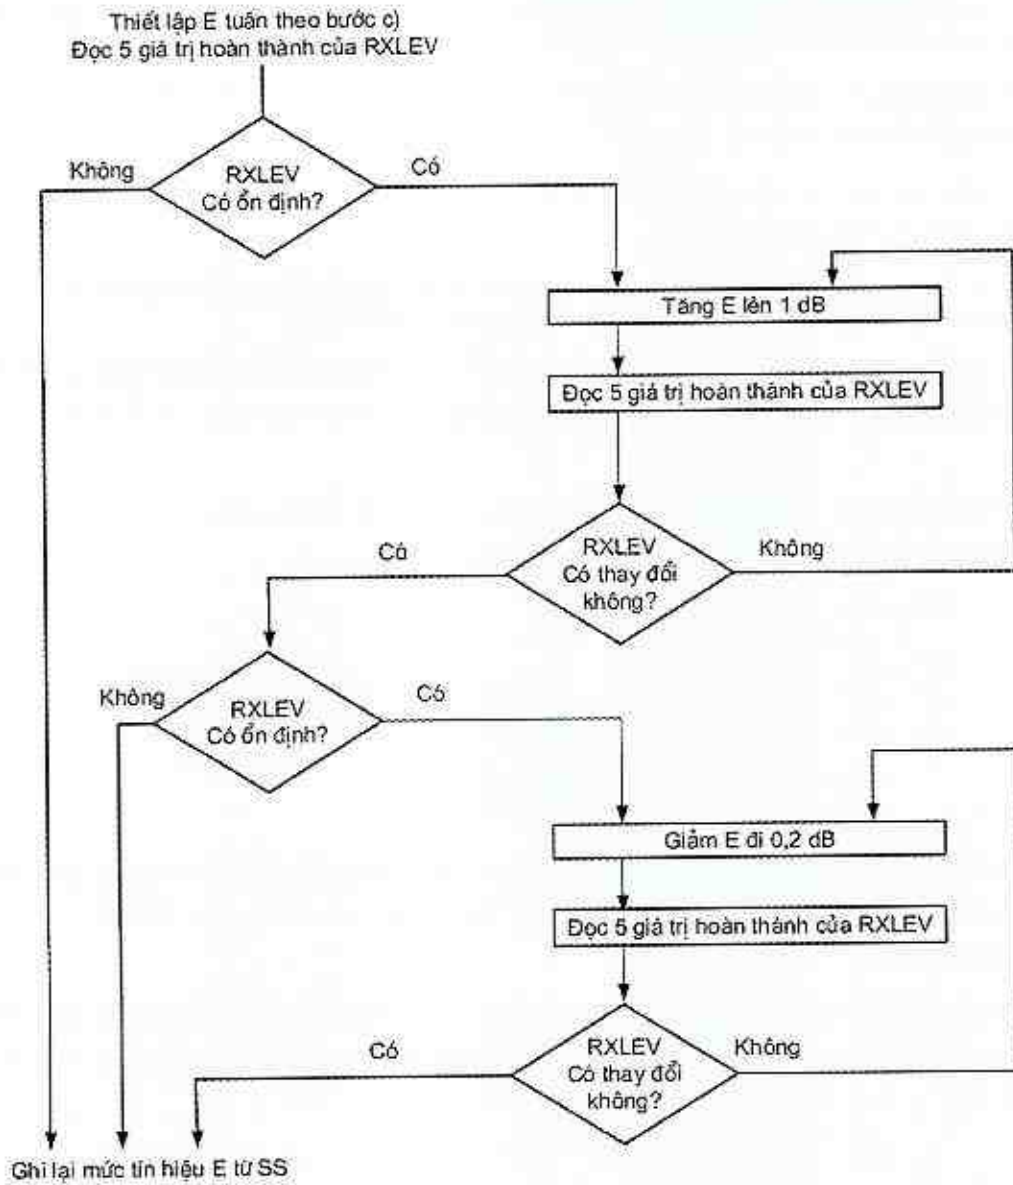 Thiết lập E tuấn theo bước c)
Đọc 5 giá trị hoàn thành của RXLEV
Không
RXLEV
Có ổn định?
Có
Tăng E lên 1 dB
Đọc 5 giá trị hoàn thành của RXLEV
Có
RXLEV
Có thay đổi
không?
Không
Không
RXLEV
Có ổn định?
Có
Giảm E đi 0,2 dB
Đọc 5 giá trị hoàn thành của RXLEV
Có
RXLEV
Có thay đổi
không?
Không
Ghi lại mức tín hiệu E từ SS